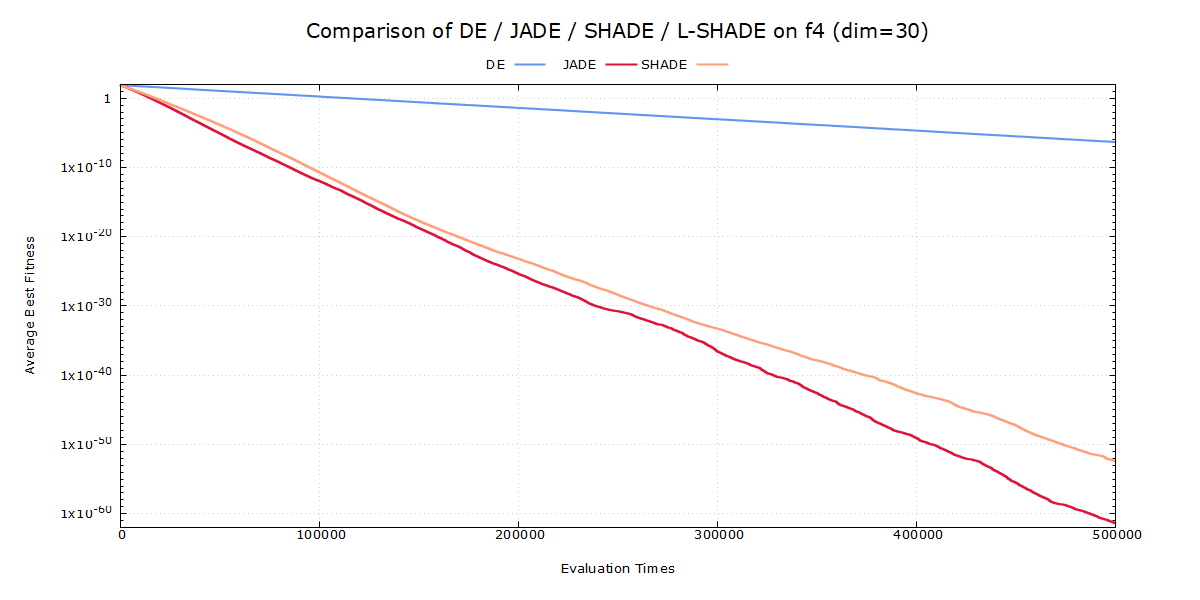 Comparison of DE / JADE / SHADE / L-SHADE on f4 (dim=30)
DE JADE SHADE
1
1x10^-10
1x10^-20
1x10^-30
1x10^-40
1x10^-50
1x10^-60
Average Best Fitness
0 100000 200000 300000 400000 500000
Evaluation Times